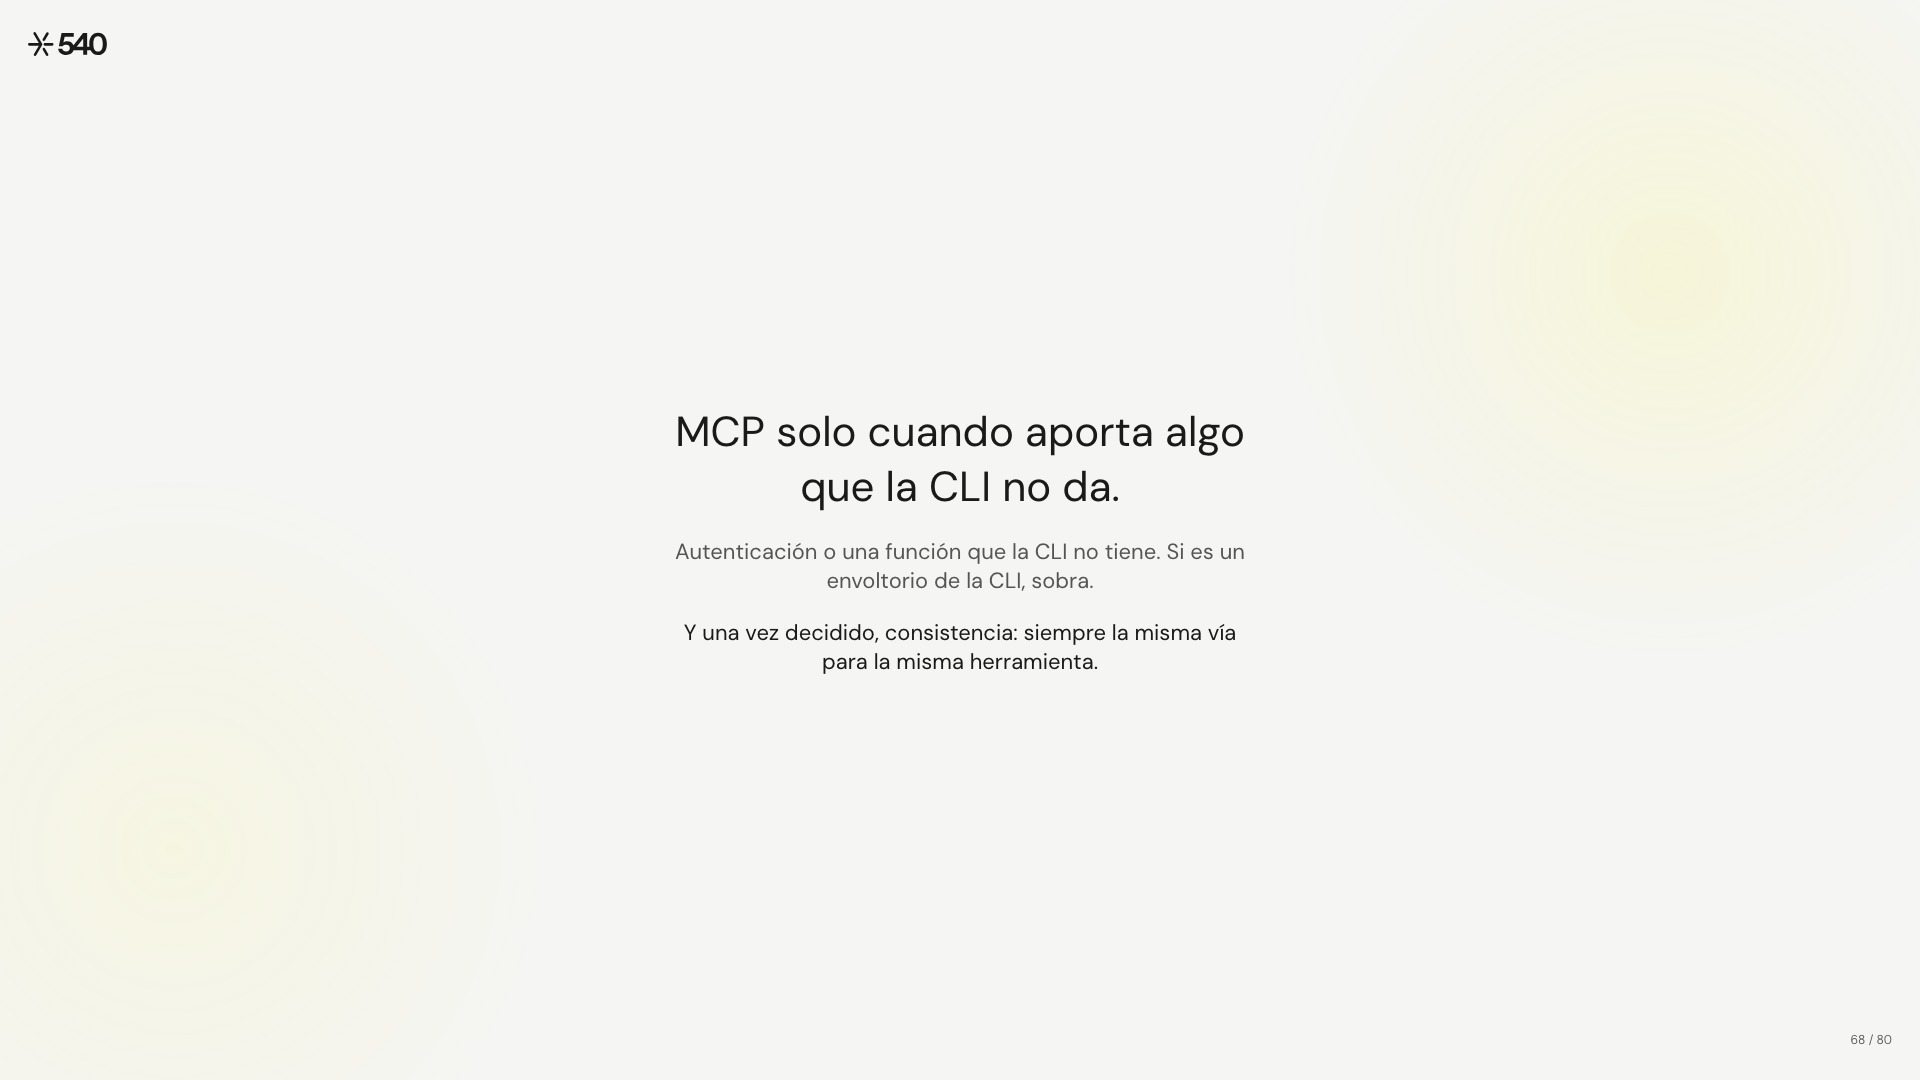 540
MCP solo cuando aporta algo
que la CLI no da.
Autenticación o una función que la CLI no tiene. Si es un
envoltorio de la CLI, sobra.
Y una vez decidido, consistencia: siempre la misma vía
para la misma herramienta.
68 / 80